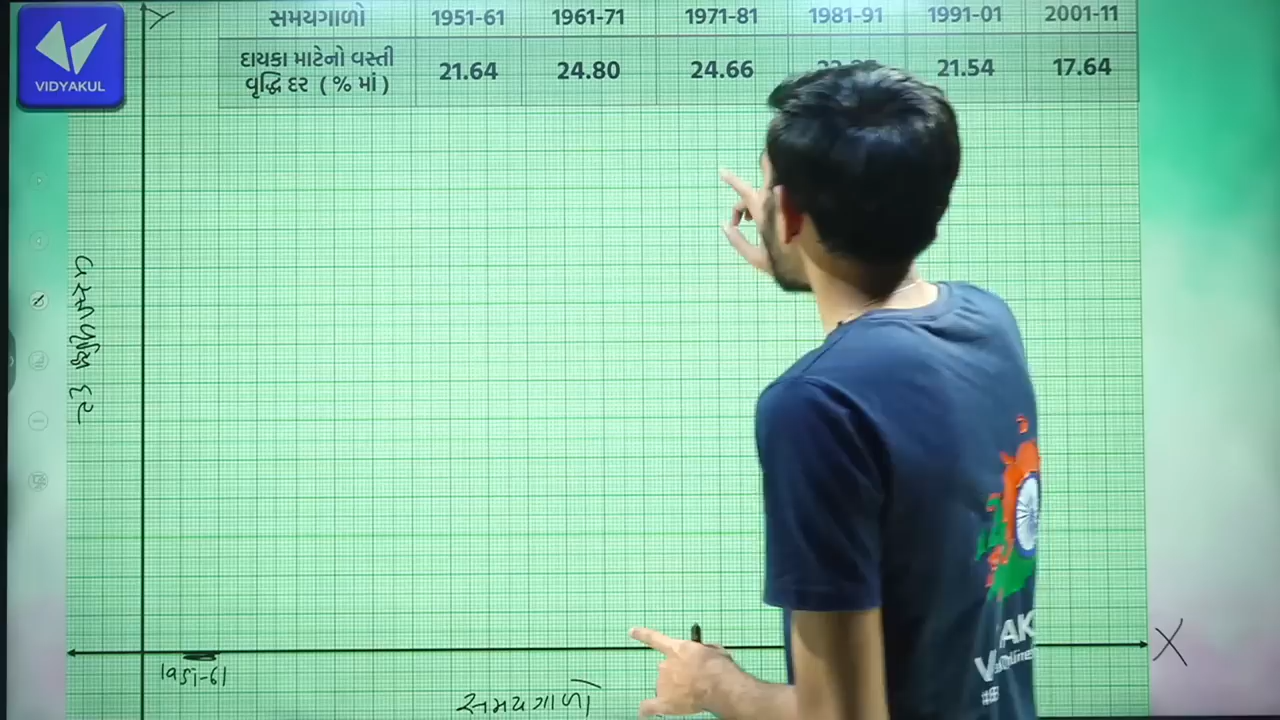 VIDYAKUL
સમયગાળો 1951-61 1961-71 1971-81 1981-91 1991-01 2001-11
દાયકા માટેનો વસ્તી
વૃદ્ધિ દર ( % માં ) 21.64 24.80 24.66 21.54 17.64
Y
દર
X
1951-61
સમયગાળો